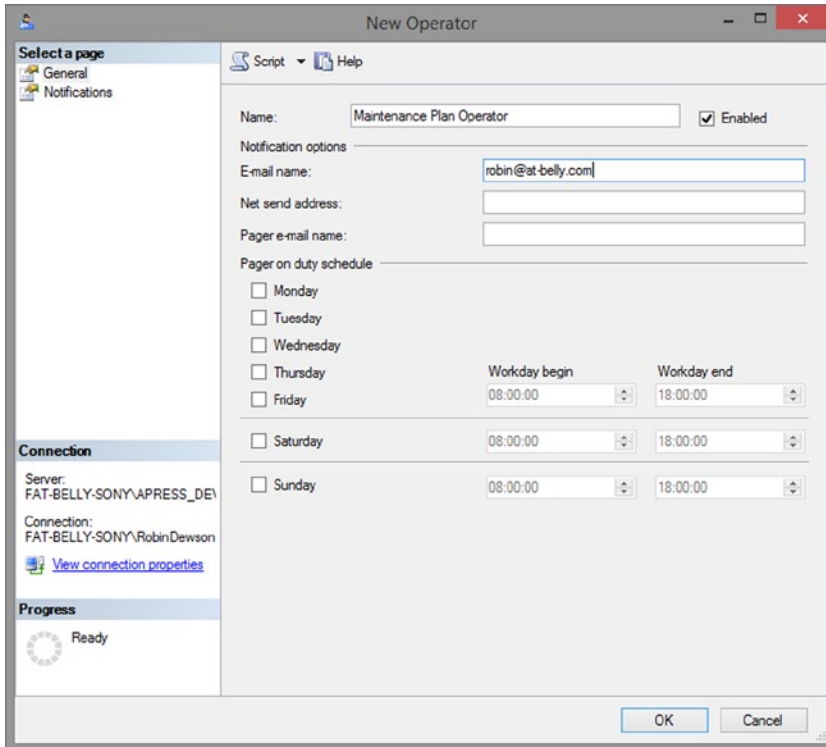 New Operator
Select a page
General
Notifications
Script Help
Name: Maintenance Plan Operator Enabled
Notification options
E-mail name: robin@at-belly.com
Net send address:
Pager e-mail name:
Pager on duty schedule
Monday
Tuesday
Wednesday
Thursday Workday begin Workday end
Friday 08:00:00 18:00:00
Saturday 08:00:00 18:00:00
Sunday 08:00:00 18:00:00
Connection
Server:
FAT-BELLY-SONY\APRESS_DEV
Connection:
FAT-BELLY-SONY\RobinDewson
View connection properties
Progress
Ready
OK Cancel